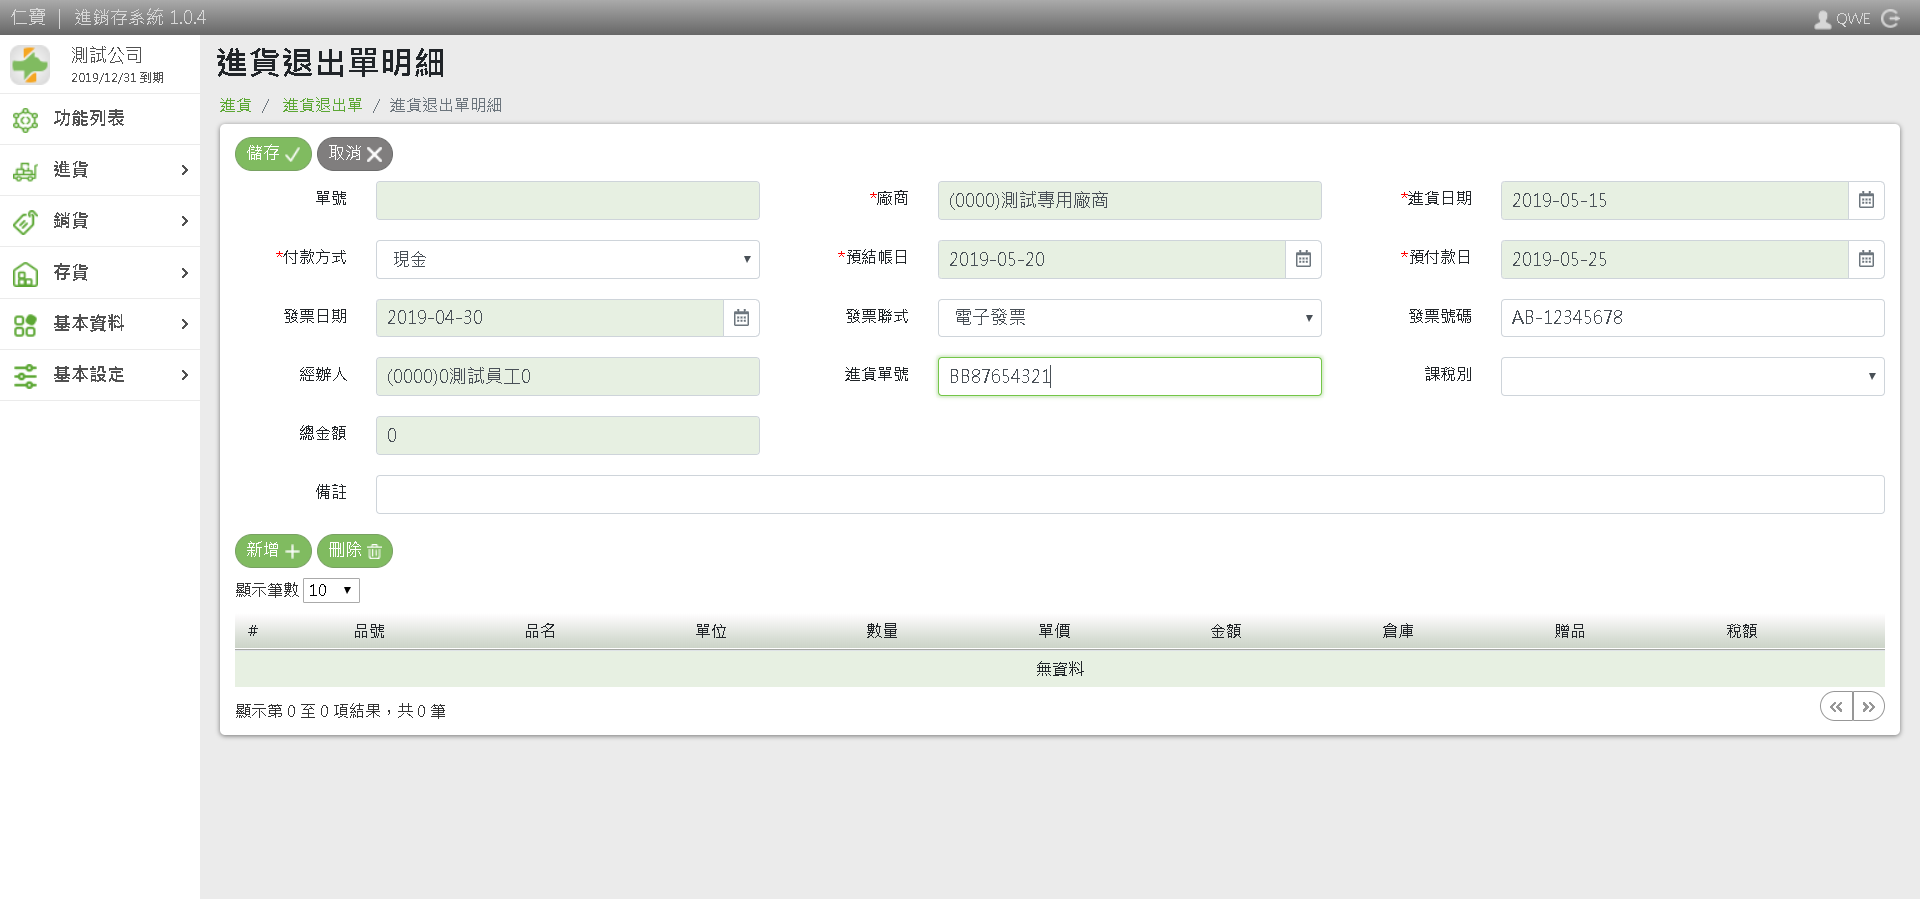 仁寶 | 進銷存系統 1.0.4
QWE
測試公司
2019/12/31 到期
功能列表
進貨
銷貨
存貨
基本資料
基本設定
進貨退出單明細
進貨 / 進貨退出單 / 進貨退出單明細
儲存 取消
單號 *廠商 (0000)測試專用廠商 *進貨日期 2019-05-15
*付款方式 現金 *預結帳日 2019-05-20 *預付款日 2019-05-25
發票日期 2019-04-30 發票聯式 電子發票 發票號碼 AB-12345678
經辦人 (0000)0測試員工0 進貨單號 BB87654321 課稅別
總金額 0
備註
新增 刪除
顯示筆數 10
# 品號 品名 單位 數量 單價 金額 倉庫 贈品 稅額
無資料
顯示第 0 至 0 項結果，共 0 筆